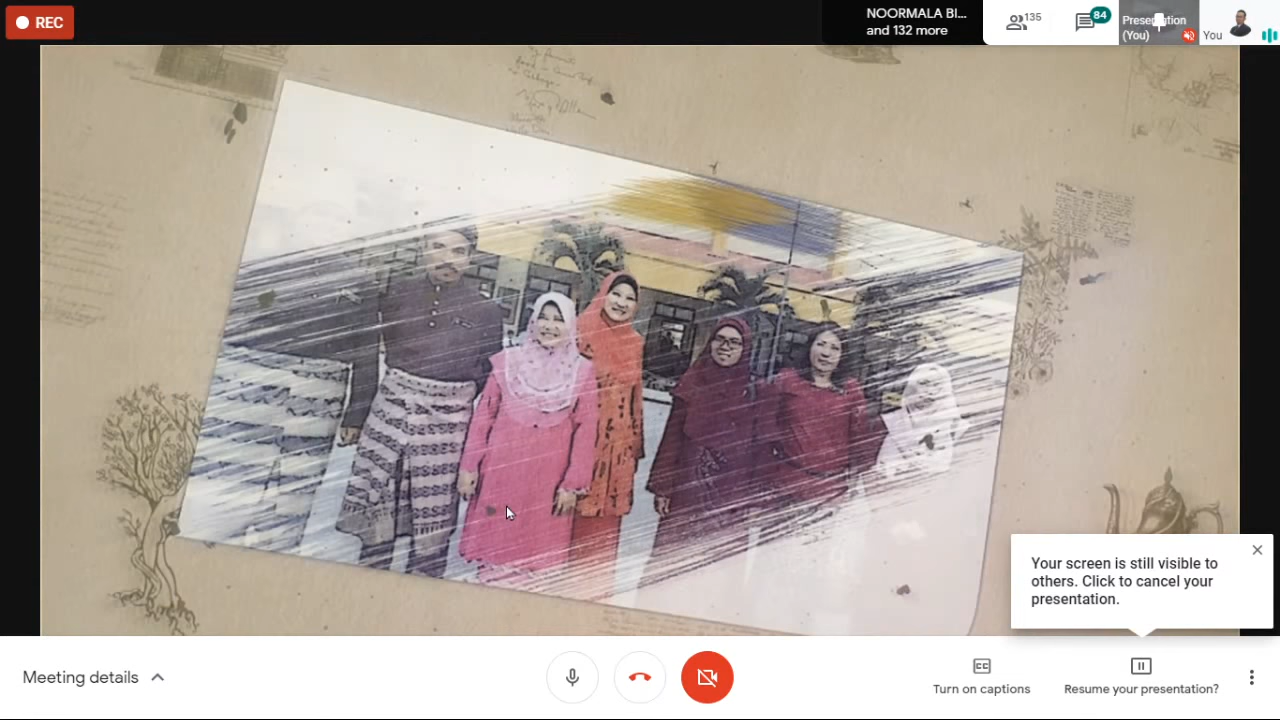 REC
NOORMALA BI...
and 132 more
135
84
Presentation
(You)
You
Your screen is still visible to
others. Click to cancel your
presentation.
Meeting details
Turn on captions
Resume your presentation?